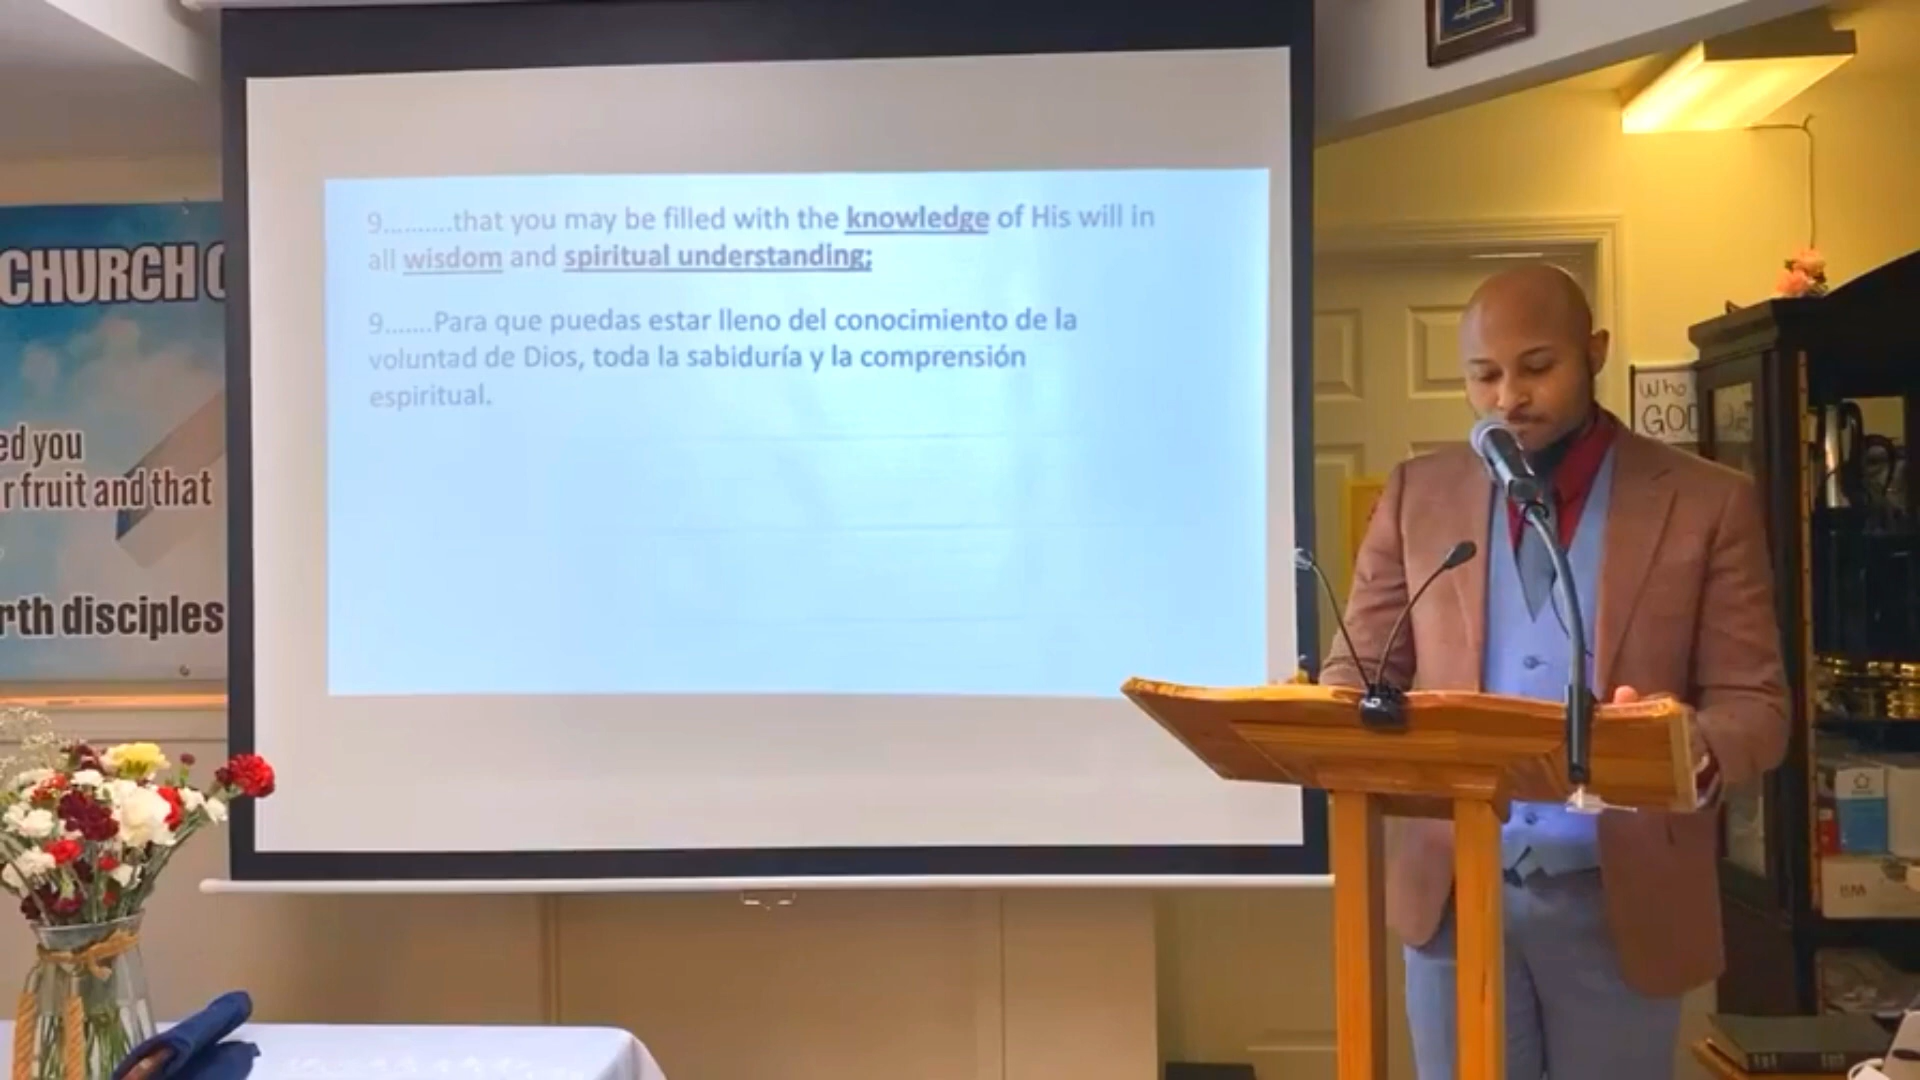 9..........that you may be filled with the knowledge of His will in
all wisdom and spiritual understanding;
9.......Para que puedas estar lleno del conocimiento de la
voluntad de Dios, toda la sabiduría y la comprensión
espiritual.
CHURCH
ed you
r fruit and that
rth disciples
Who
GOD